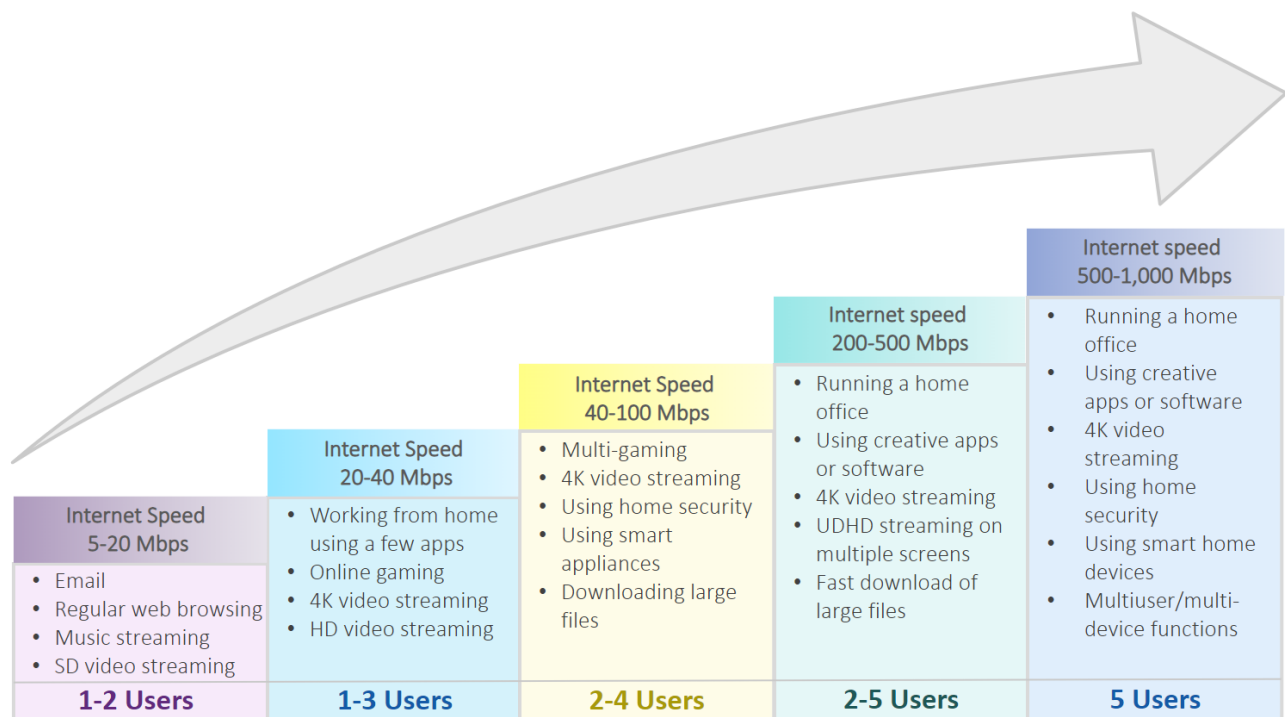 Internet Speed
5-20 Mbps
• Email
• Regular web browsing
• Music streaming
• SD video streaming
1-2 Users
Internet Speed
20-40 Mbps
• Working from home
using a few apps
• Online gaming
• 4K video streaming
• HD video streaming
1-3 Users
Internet Speed
40-100 Mbps
• Multi-gaming
• 4K video streaming
• Using home security
• Using smart
appliances
• Downloading large
files
2-4 Users
Internet speed
200-500 Mbps
• Running a home
office
• Using creative apps
or software
• 4K video streaming
• UDHD streaming on
multiple screens
• Fast download of
large files
2-5 Users
Internet speed
500-1,000 Mbps
• Running a home
office
• Using creative
apps or software
• 4K video
streaming
• Using home
security
• Using smart home
devices
• Multiuser/multi-
device functions
5 Users